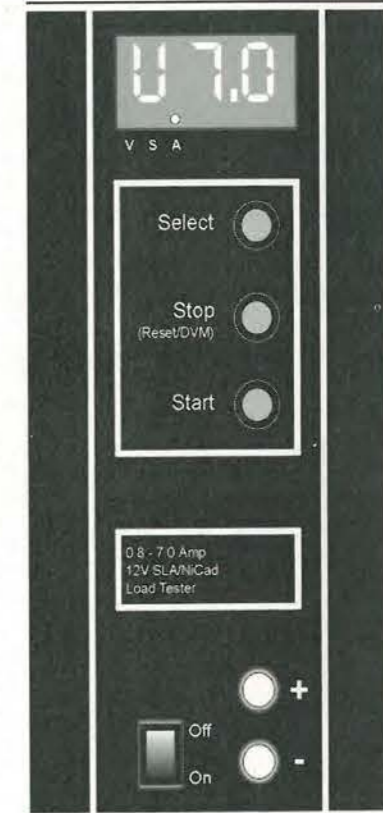 U 7.0
V S A
Select
Stop
(Reset/DVM)
Start
0 8 - 7 0 Amp
12V SLA/NiCad
Load Tester
+
Off
-
On